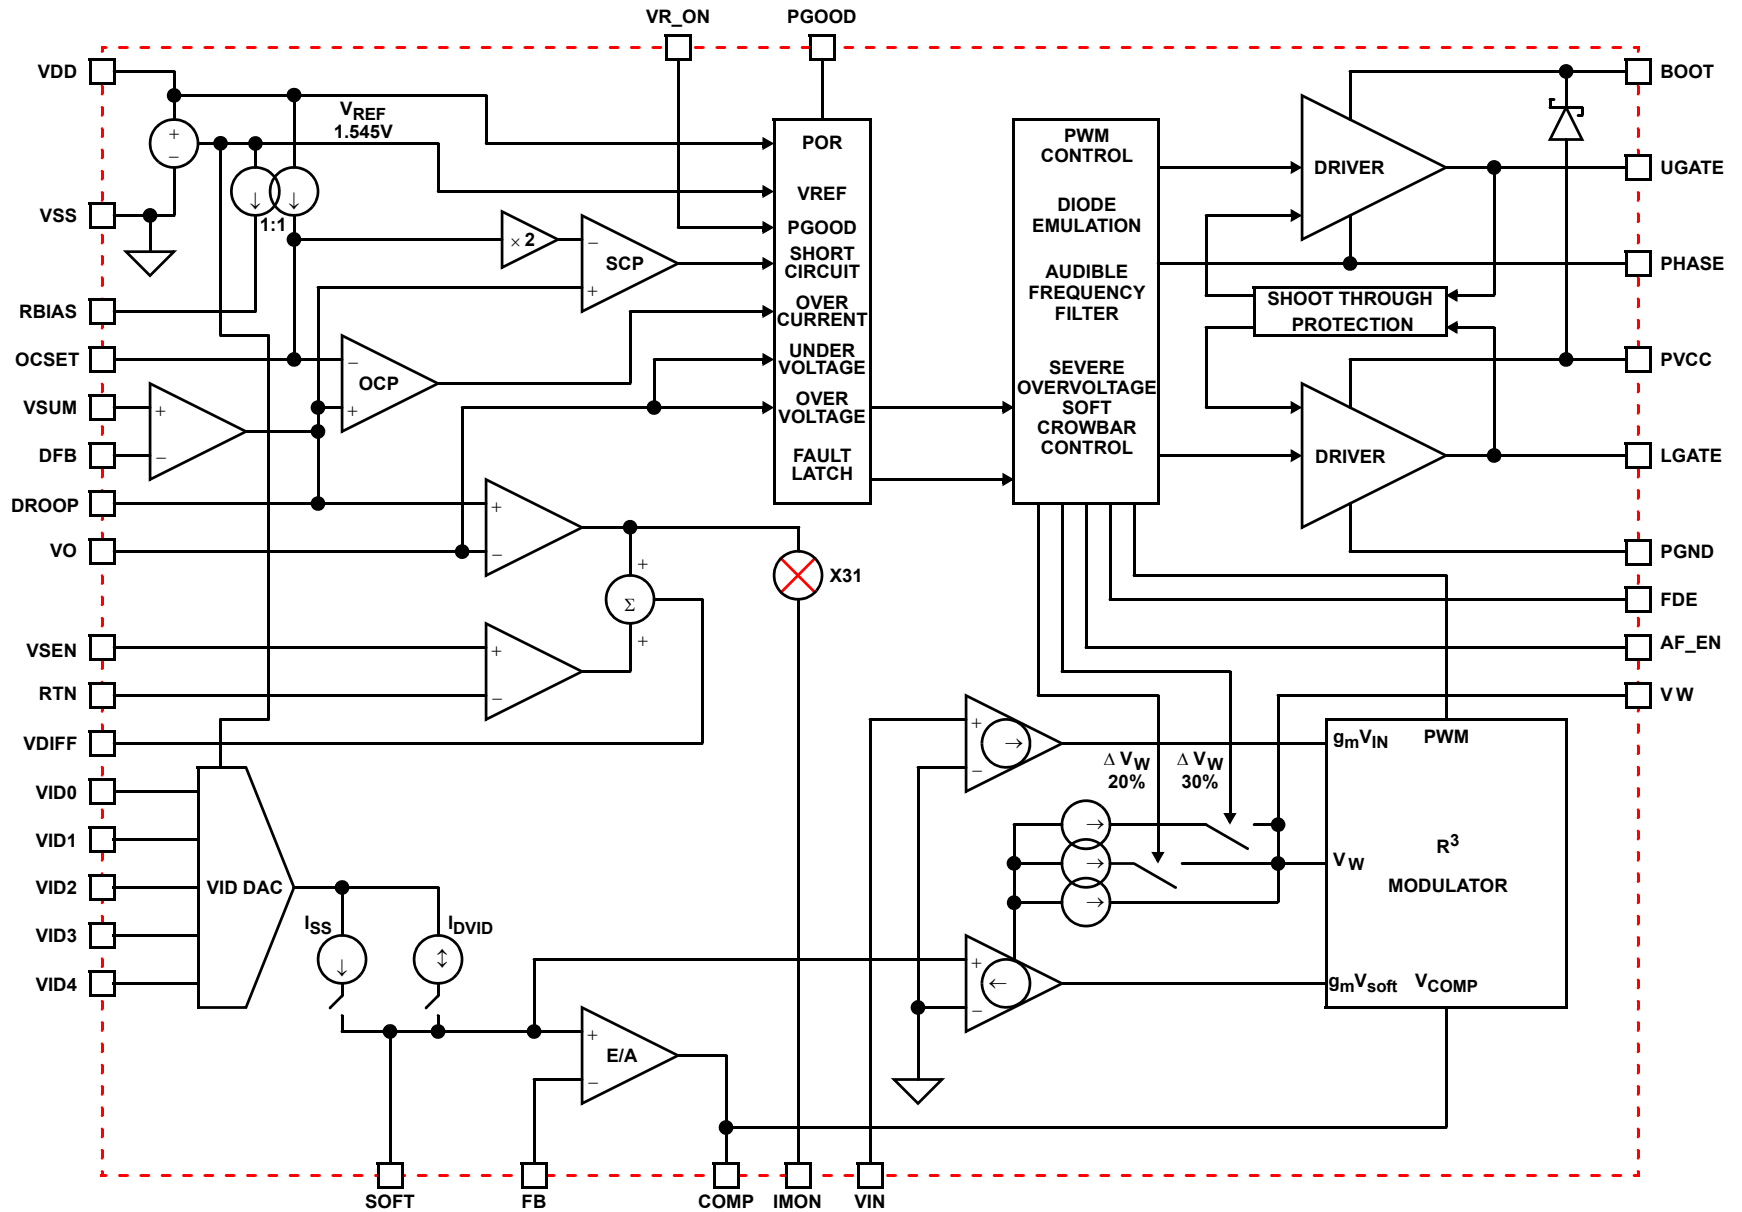 VR_ON
PGOOD
VDD
VSS
RBIAS
OCSET
VSUM
DFB
DROOP
VO
VSEN
RTN
VDIFF
VID0
VID1
VID2
VID3
VID4
+
−
VREF
1.545V
1:1
× 2
−
SCP
+
−
OCP
+
+
−
+
−
+
Σ
+
+
−
X31
POR
VREF
PGOOD
SHORT
CIRCUIT
OVER
CURRENT
UNDER
VOLTAGE
OVER
VOLTAGE
FAULT
LATCH
PWM
CONTROL
DIODE
EMULATION
AUDIBLE
FREQUENCY
FILTER
SEVERE
OVERVOLTAGE
SOFT
CROWBAR
CONTROL
DRIVER
SHOOT THROUGH
PROTECTION
DRIVER
BOOT
UGATE
PHASE
PVCC
LGATE
PGND
FDE
AF_EN
VW
VID DAC
ISS
IDVID
+
E/A
−
+
−
Δ VW
20%
Δ VW
30%
+
−
gmVIN
PWM
VW
R3
MODULATOR
gmVsoft
VCOMP
SOFT
FB
COMP
IMON
VIN